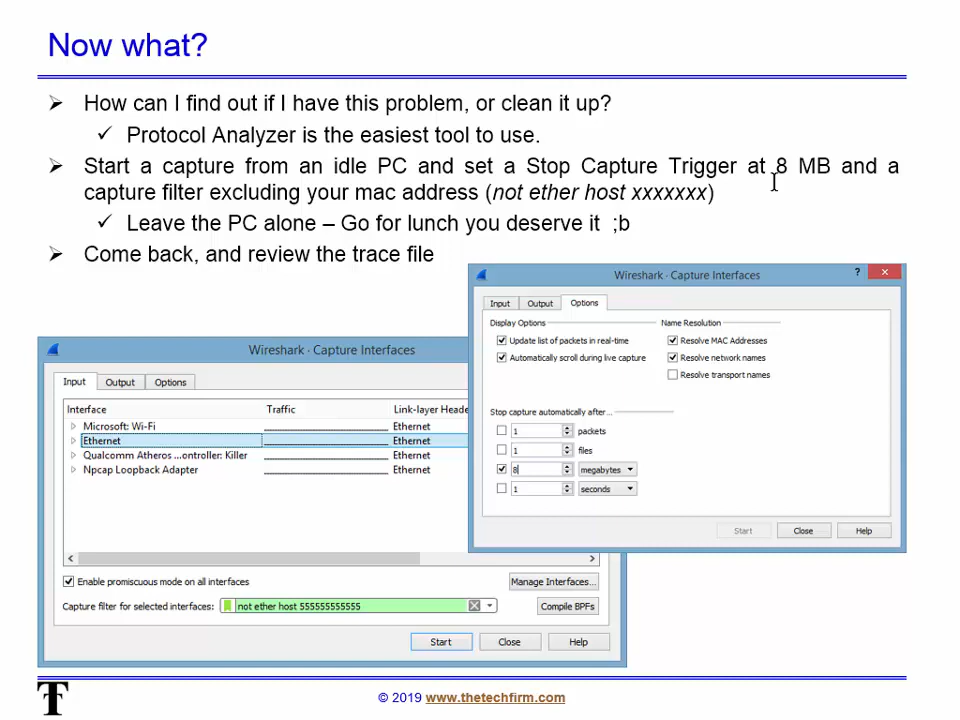 Now what?
How can I find out if I have this problem, or clean it up?
Protocol Analyzer is the easiest tool to use.
Start a capture from an idle PC and set a Stop Capture Trigger at 8 MB and a
capture filter excluding your mac address (not ether host xxxxxxx)
Leave the PC alone – Go for lunch you deserve it ;b
Come back, and review the trace file
Wireshark · Capture Interfaces
Input Output Options
Interface Traffic Link-layer Heade
Microsoft: Wi-Fi Ethernet
Ethernet Ethernet
Qualcomm Atheros ...ontroller: Killer Ethernet
Npcap Loopback Adapter Ethernet
Enable promiscuous mode on all interfaces Manage Interfaces...
Capture filter for selected interfaces: not ether host 555555555555 Compile BPFs
Start Close Help
Wireshark · Capture Interfaces ?
Input Output Options
Display Options Name Resolution
Update list of packets in real-time Resolve MAC Addresses
Automatically scroll during live capture Resolve network names
Resolve transport names
Stop capture automatically after...
1 packets
1 files
8 megabytes
1 seconds
Start Close Help
T
© 2019 www.thetechfirm.com